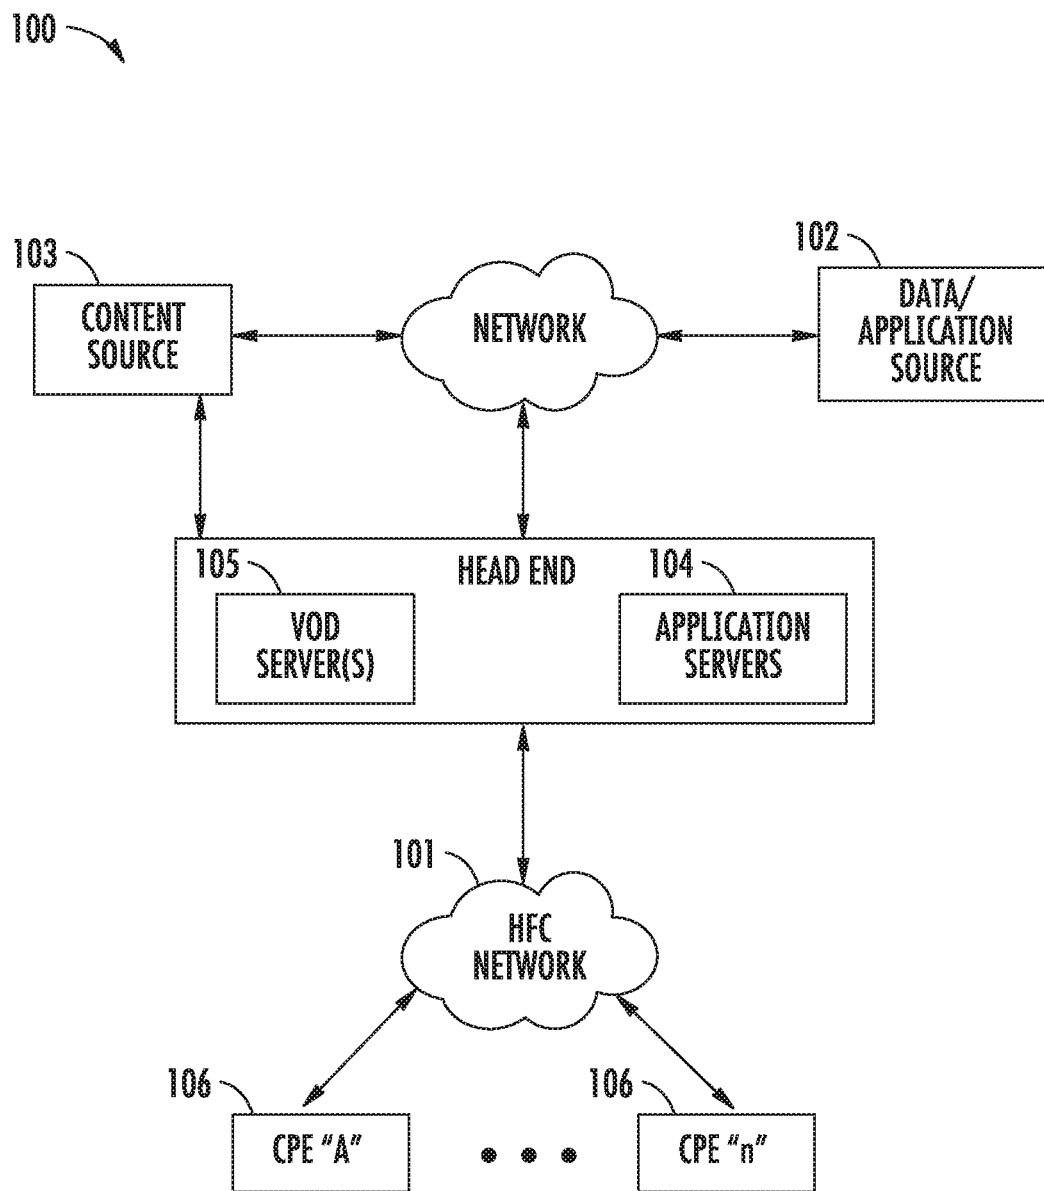 100
103
102
CONTENT
SOURCE
NETWORK
DATA/
APPLICATION
SOURCE
105
HEAD END
104
VOD
SERVER(S)
APPLICATION
SERVERS
101
HFC
NETWORK
106
106
CPE "A"
CPE "n"